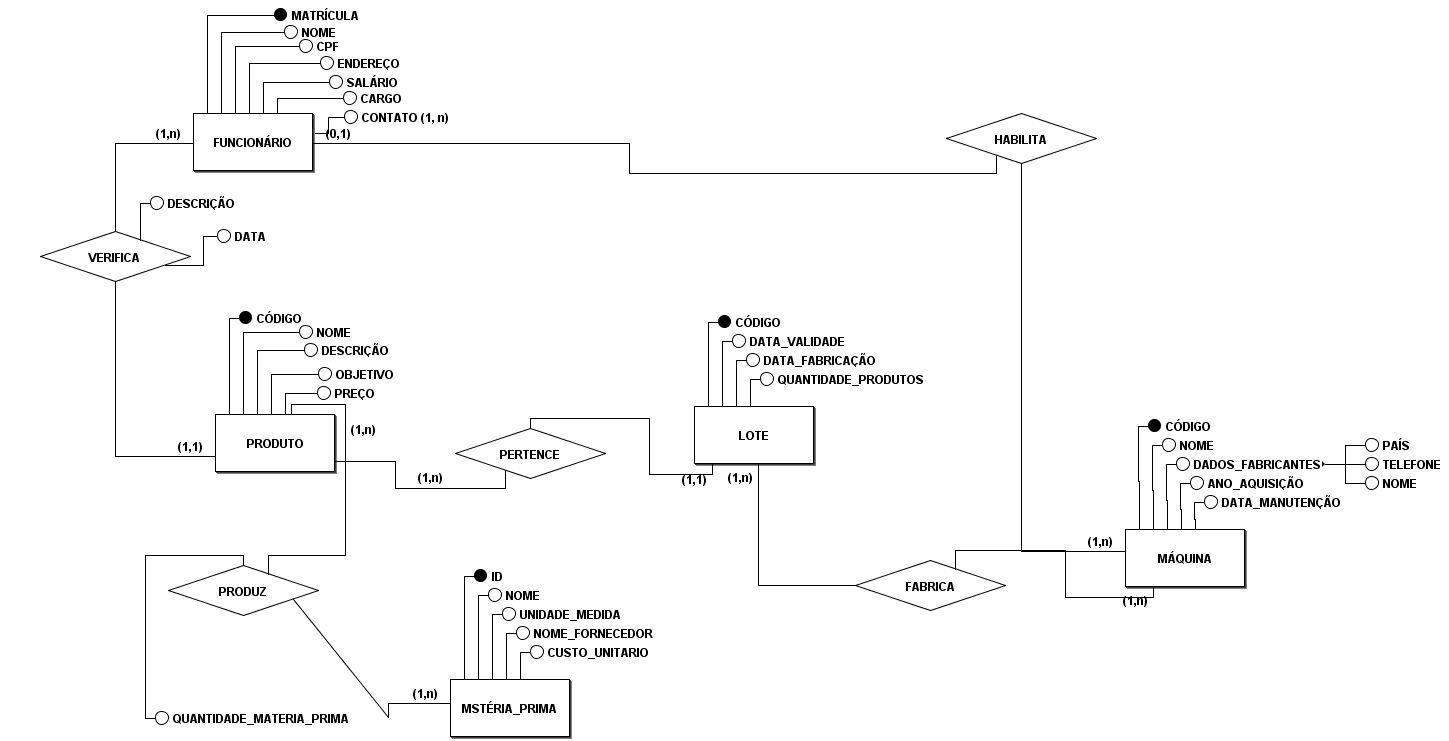 MATRÍCULA
NOME
CPF
ENDEREÇO
SALÁRIO
CARGO
CONTATO (1, n)
(1,n)
FUNCIONÁRIO
(0,1)
HABILITA
DESCRIÇÃO
DATA
VERIFICA
CÓDIGO
NOME
DESCRIÇÃO
OBJETIVO
PREÇO
(1,n)
(1,1)
PRODUTO
(1,n)
PERTENCE
CÓDIGO
DATA_VALIDADE
DATA_FABRICAÇÃO
QUANTIDADE_PRODUTOS
LOTE
(1,1)
(1,n)
CÓDIGO
NOME
DADOS_FABRICANTES
PAÍS
TELEFONE
NOME
ANO_AQUISIÇÃO
DATA_MANUTENÇÃO
(1,n)
MÁQUINA
(1,n)
FABRICA
PRODUZ
ID
NOME
UNIDADE_MEDIDA
NOME_FORNECEDOR
CUSTO_UNITARIO
(1,n)
MSTÉRIA_PRIMA
QUANTIDADE_MATERIA_PRIMA